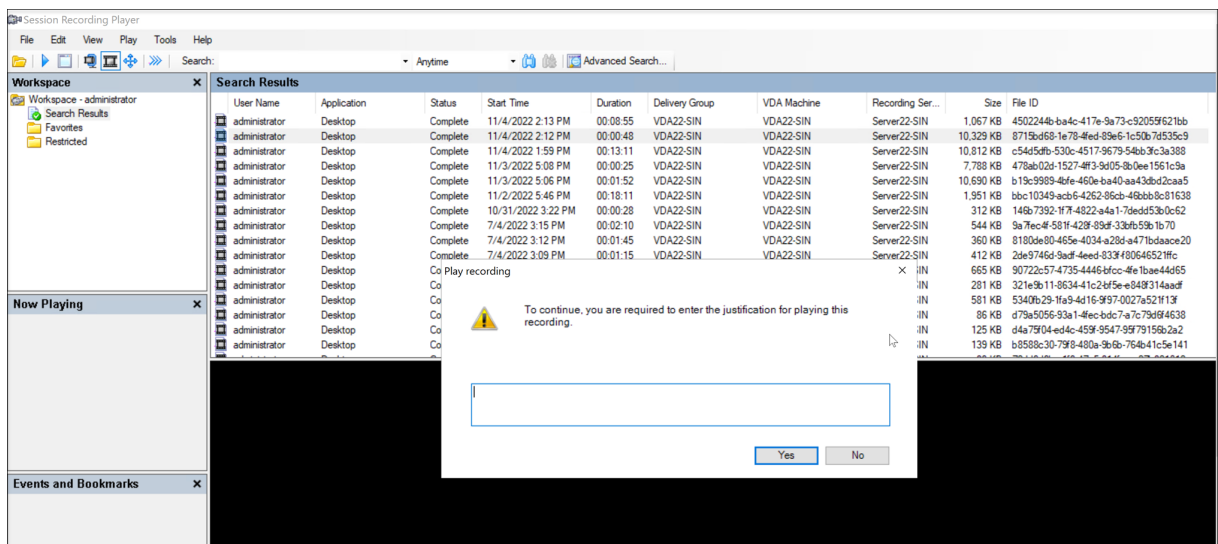 Session Recording Player
File Edit View Play Tools Help
Search: Anytime Advanced Search...
Workspace x
Workspace - administrator
Search Results
Favorites
Restricted
Now Playing x
Events and Bookmarks x
Search Results
User Name Application Status Start Time Duration Delivery Group VDA Machine Recording Ser... Size File ID
administrator Desktop Complete 11/4/2022 2:13 PM 00:08:55 VDA22-SIN VDA22-SIN Server22-SIN 1,067 KB 4502244b-ba4c-417e-9a73-c92055f621bb
administrator Desktop Complete 11/4/2022 2:12 PM 00:00:48 VDA22-SIN VDA22-SIN Server22-SIN 10,329 KB 8715bd68-1e78-4fed-89e6-1c50b7d535c9
administrator Desktop Complete 11/4/2022 1:59 PM 00:13:11 VDA22-SIN VDA22-SIN Server22-SIN 10,812 KB c54d5dfb-530c-4517-9679-54bb3fc3a388
administrator Desktop Complete 11/3/2022 5:08 PM 00:00:25 VDA22-SIN VDA22-SIN Server22-SIN 7,788 KB 478ab02d-1527-4ff3-9d05-8b0ee1561c9a
administrator Desktop Complete 11/3/2022 5:06 PM 00:01:52 VDA22-SIN VDA22-SIN Server22-SIN 10,690 KB b19c9989-4bfe-460e-ba40-aa43dbd2caa5
administrator Desktop Complete 11/2/2022 5:46 PM 00:18:11 VDA22-SIN VDA22-SIN Server22-SIN 1,951 KB bbc10349-acb6-4262-86cb-46bbb8c81638
administrator Desktop Complete 10/31/2022 3:22 PM 00:00:28 VDA22-SIN VDA22-SIN Server22-SIN 312 KB 146b7392-1f7f-4822-a4a1-7dedd53b0c62
administrator Desktop Complete 7/4/2022 3:15 PM 00:02:10 VDA22-SIN VDA22-SIN Server22-SIN 544 KB 9a7fec4f-581f-428f-89df-33bfb59b1b70
administrator Desktop Complete 7/4/2022 3:12 PM 00:01:45 VDA22-SIN VDA22-SIN Server22-SIN 360 KB 8180de80-465e-4034-a28d-a471bdaace20
administrator Desktop Complete 7/4/2022 3:09 PM 00:01:15 VDA22-SIN VDA22-SIN Server22-SIN 412 KB 2de9746d-9adf-4eed-833f-f80646521ffc
administrator Desktop Co IN 665 KB 90722c57-4735-4446-bfcc-4fe1bae44d65
administrator Desktop Co IN 281 KB 321e9b11-8634-41c2-bf5e-e848f314aadf
administrator Desktop Co IN 581 KB 5340fb29-1fa9-4d16-9f97-0027a521f13f
administrator Desktop Co IN 86 KB d79a5056-93a1-4fec-bdc7-a7c79d6f4638
administrator Desktop Co IN 125 KB d4a75f04-ed4c-459f-9547-95f79156b2a2
administrator Desktop Co IN 139 KB b8588c30-79f8-480a-9b6b-764b41c5e141
Play recording
To continue, you are required to enter the justification for playing this
recording.
Yes No